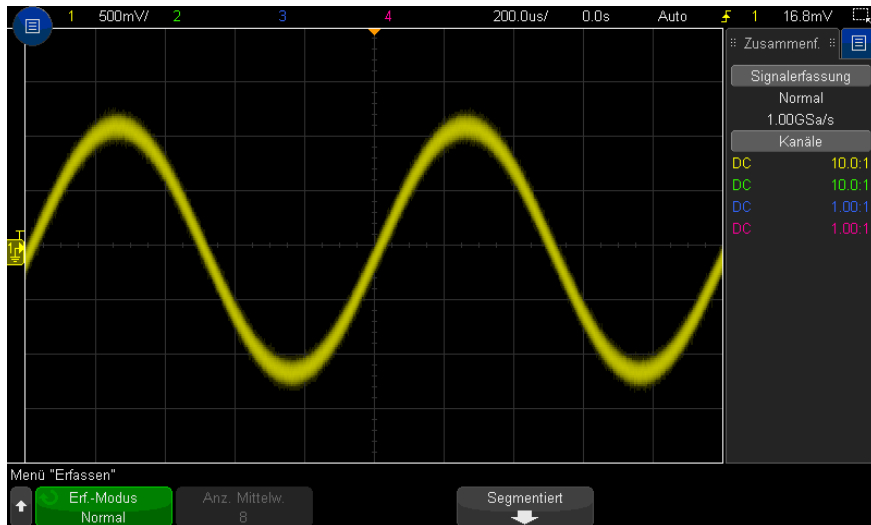 1 500mV/ 2 3 4 200.0us/ 0.0s Auto 1 16.8mV
Zusammenf.
Signalerfassung
Normal
1.00GSa/s
Kanäle
DC 10.0:1
DC 10.0:1
DC 1.00:1
DC 1.00:1
T
1
Menü "Erfassen"
Erf.-Modus
Normal
Anz. Mittelw.
8
Segmentiert